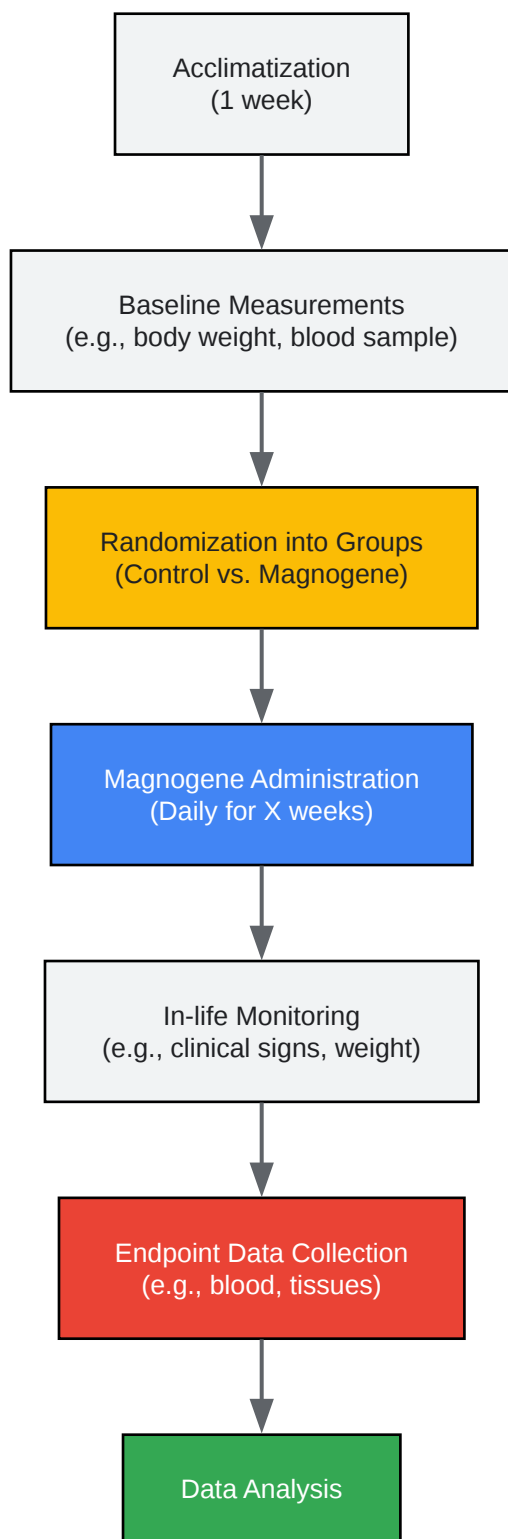 Acclimatization
(1 week)
Baseline Measurements
(e.g., body weight, blood sample)
Randomization into Groups
(Control vs. Magnogene)
Magnogene Administration
(Daily for X weeks)
In-life Monitoring
(e.g., clinical signs, weight)
Endpoint Data Collection
(e.g., blood, tissues)
Data Analysis